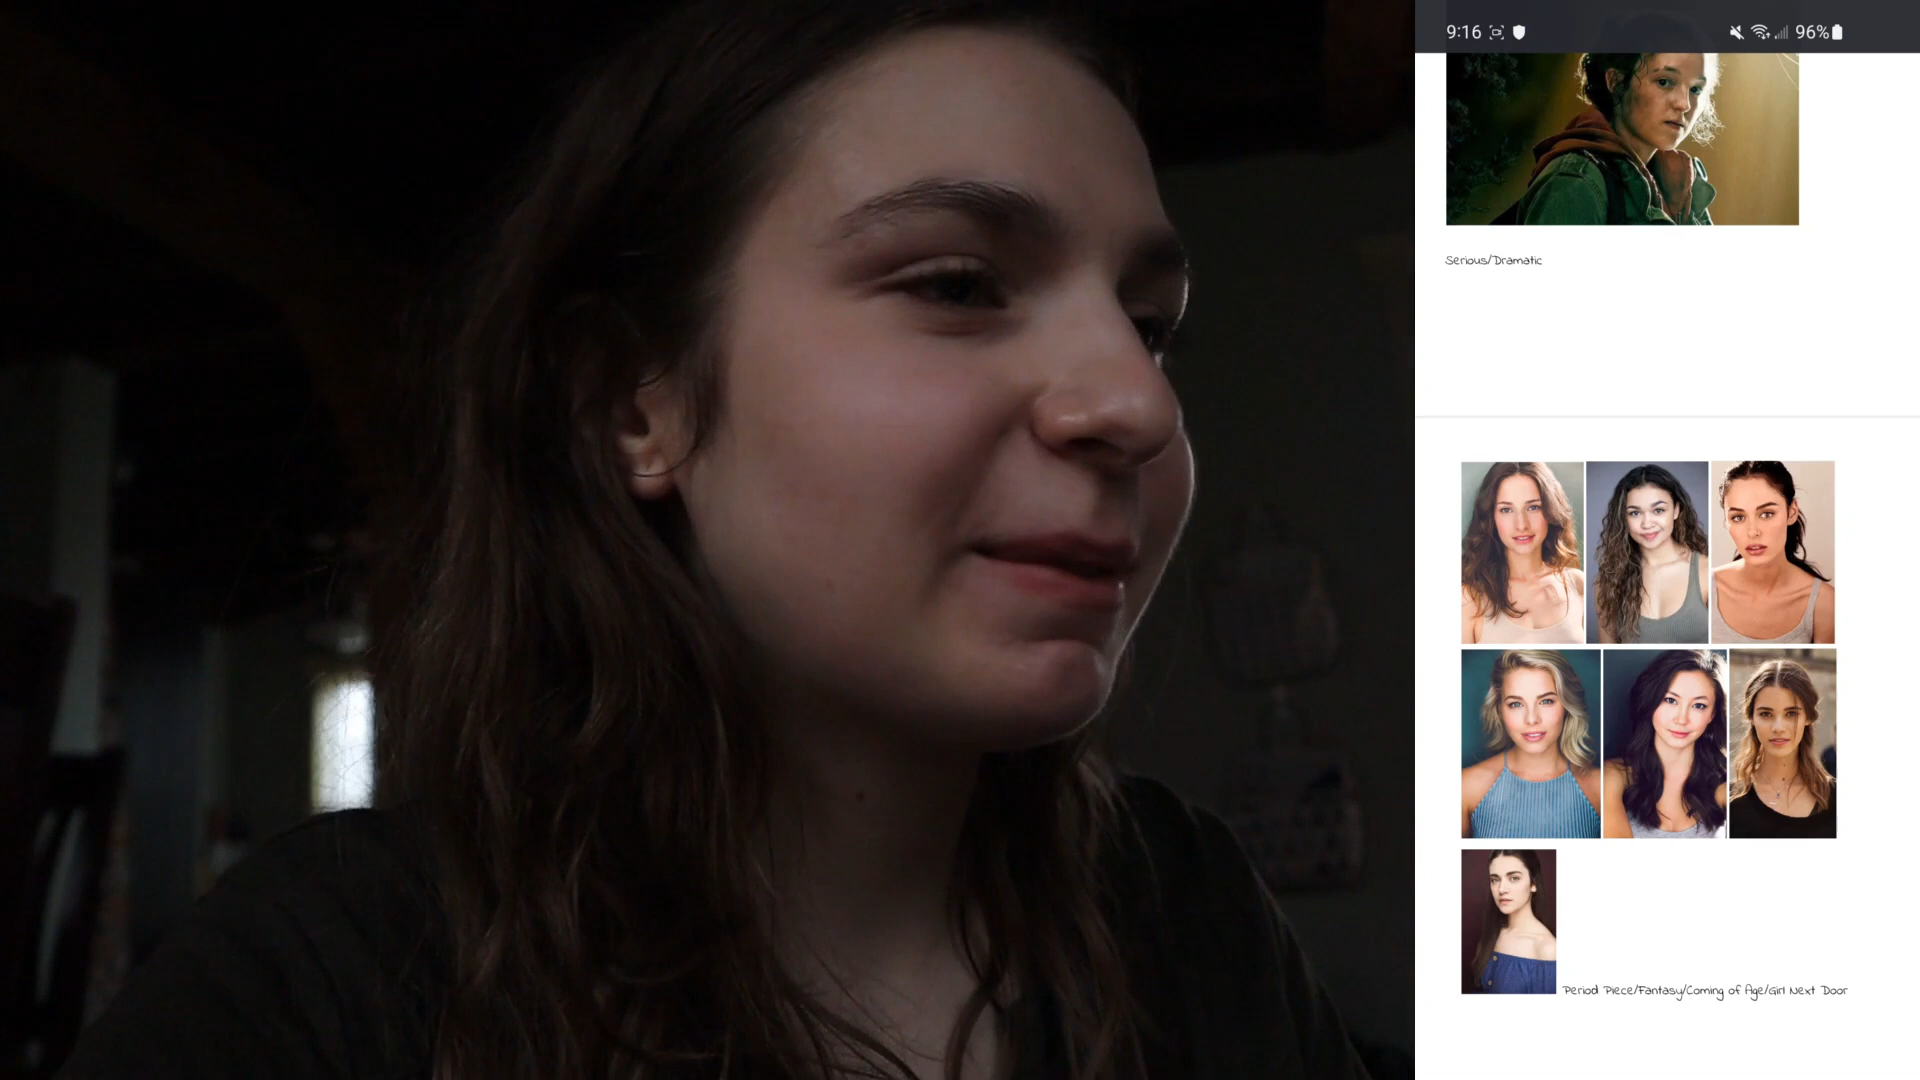 9:16 96%
Serious/Dramatic
Period Piece/Fantasy/Coming of Age/Girl Next Door